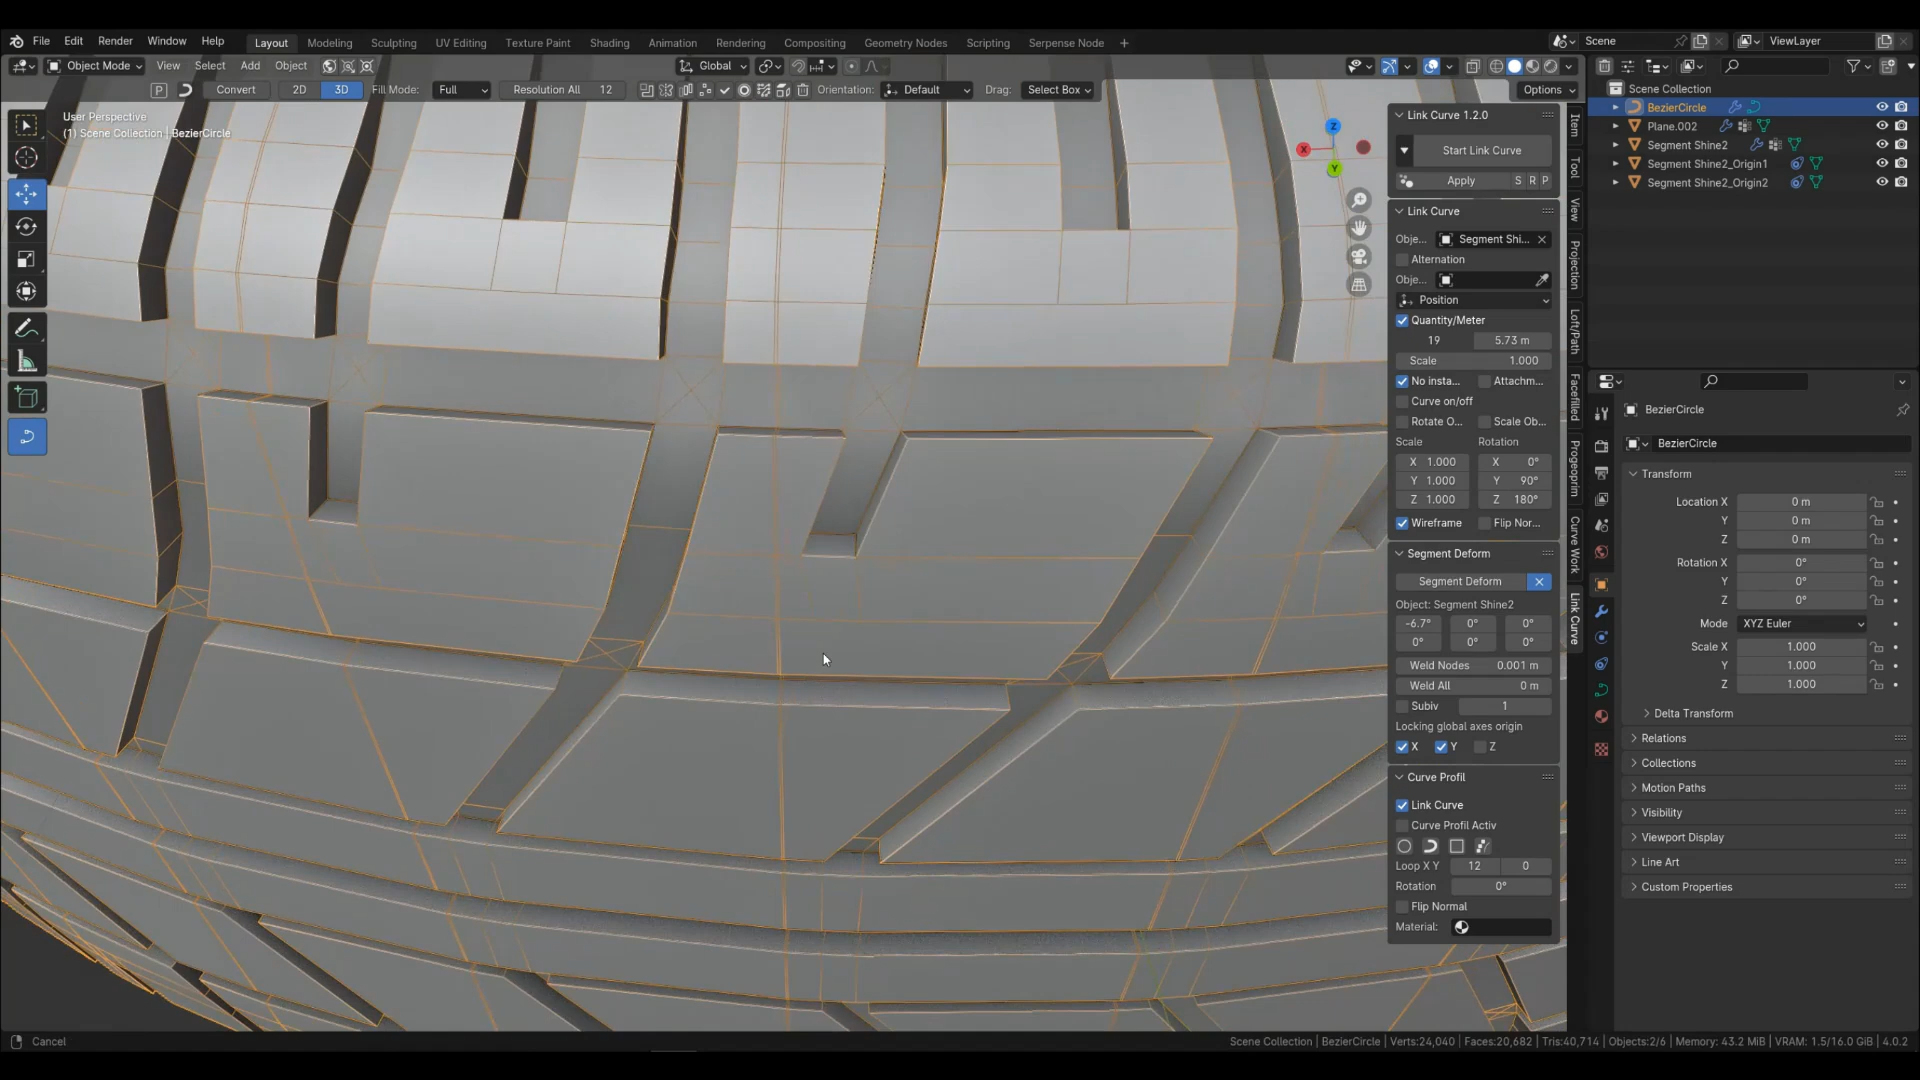 File Edit Render Window Help Layout Modeling Sculpting UV Editing Texture Paint Shading Animation Rendering Compositing Geometry Nodes Scripting Serpense Node + Scene ViewLayer
Object Mode View Select Add Object Global
P Convert 2D 3D Fill Mode: Full Resolution All 12 Orientation: Default Drag: Select Box Options
User Perspective
(1) Scene Collection | BezierCircle
Z
X
Y
Link Curve 1.2.0
Start Link Curve
Apply S R P
Link Curve
Obje... Segment Shi...
Alternation
Obje...
Position
Quantity/Meter
19 5.73 m
Scale 1.000
No insta... Attachm...
Curve on/off
Rotate O... Scale Ob...
Scale Rotation
X 1.000 X 0°
Y 1.000 Y 90°
Z 1.000 Z 180°
Wireframe Flip Nor...
Segment Deform
Segment Deform
Object: Segment Shine2
-6.7° 0° 0°
0° 0° 0°
Weld Nodes 0.001 m
Weld All 0 m
Subiv 1
Locking global axes origin
X Y Z
Curve Profil
Link Curve
Curve Profil Activ
Loop X Y 12 0
Rotation 0°
Flip Normal
Material:
Item
Tool
View
Projection
Loft/Path
Facefilled
Progeoprim
Curve Work
Link Curve
Scene Collection
BezierCircle
Plane.002
Segment Shine2
Segment Shine2_Origin1
Segment Shine2_Origin2
BezierCircle
BezierCircle
Transform
Location X 0 m
Y 0 m
Z 0 m
Rotation X 0°
Y 0°
Z 0°
Mode XYZ Euler
Scale X 1.000
Y 1.000
Z 1.000
Delta Transform
Relations
Collections
Motion Paths
Visibility
Viewport Display
Line Art
Custom Properties
Cancel Scene Collection | BezierCircle | Verts:24,040 | Faces:20,682 | Tris:40,714 | Objects:2/6 | Memory: 43.2 MiB | VRAM: 1.5/16.0 GiB | 4.0.2